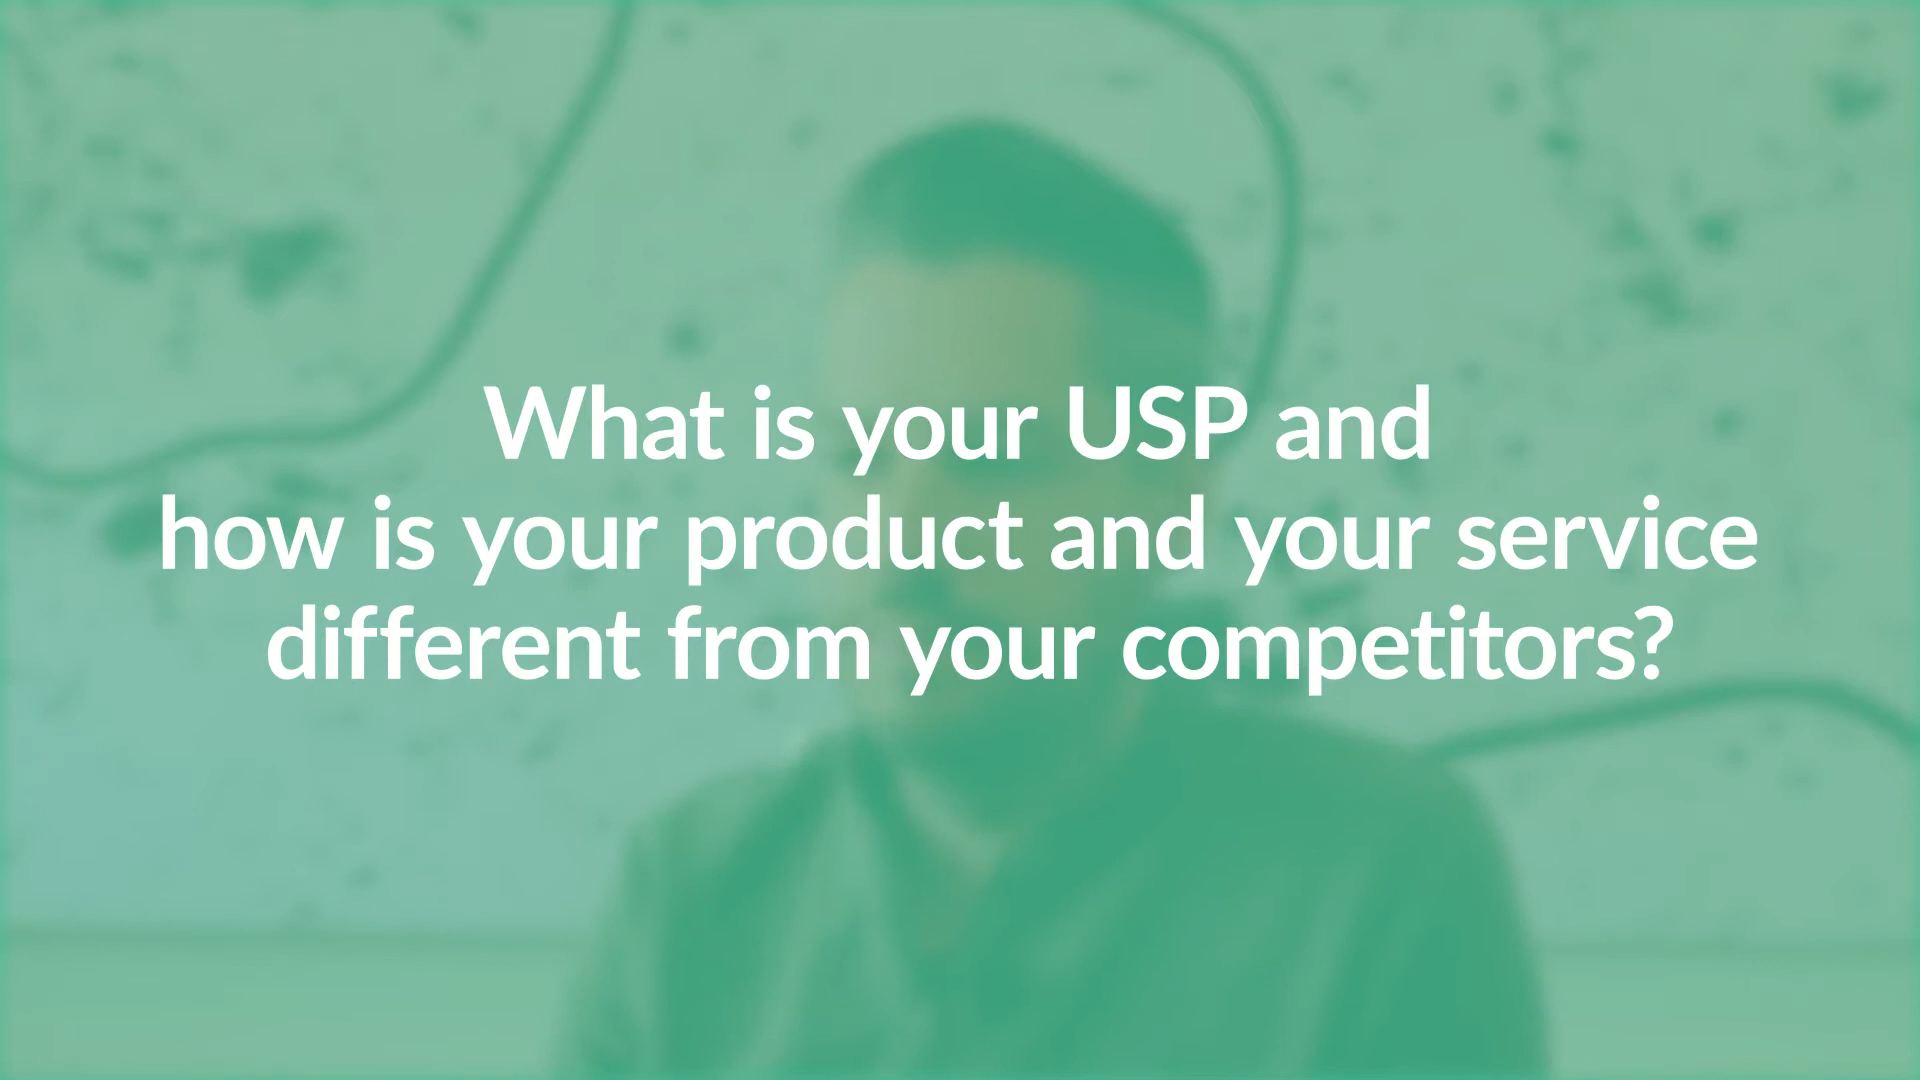 What is your USP and
how is your product and your service
different from your competitors?